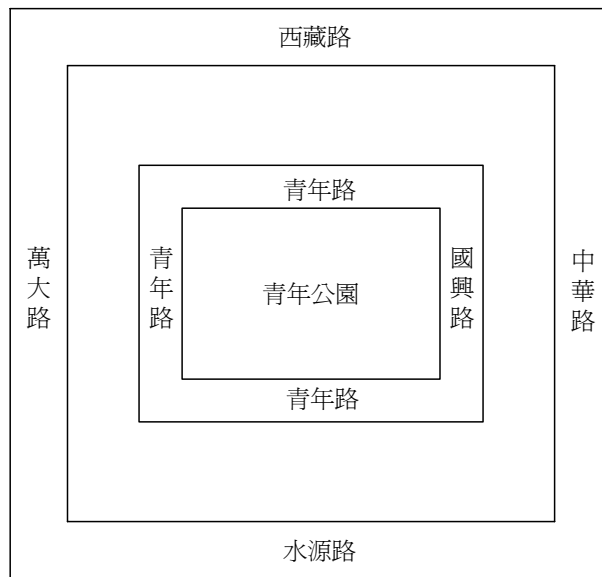 西藏路
青年路
萬大路
青年路
青年公園
國興路
中華路
青年路
水源路